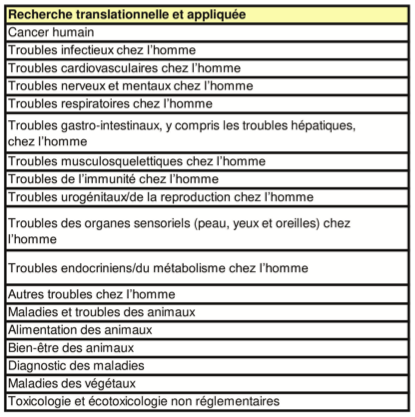 Recherche translationnelle et appliquée
Cancer humain
Troubles infectieux chez l'homme
Troubles cardiovasculaires chez l'homme
Troubles nerveux et mentaux chez l'homme
Troubles respiratoires chez l'homme
Troubles gastro-intestinaux, y compris les troubles hépatiques,
chez l'homme
Troubles musculosquelettiques chez l'homme
Troubles de l'immunité chez l'homme
Troubles urogénitaux/de la reproduction chez l'homme
Troubles des organes sensoriels (peau, yeux et oreilles) chez
l'homme
Troubles endocriniens/du métabolisme chez l'homme
Autres troubles chez l'homme
Maladies et troubles des animaux
Alimentation des animaux
Bien-être des animaux
Diagnostic des maladies
Maladies des végétaux
Toxicologie et écotoxicologie non réglementaires